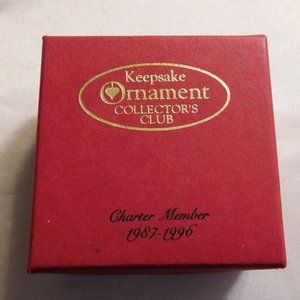 Keepsake
Ornament
COLLECTOR'S
CLUB
Charter Member
1987-1996